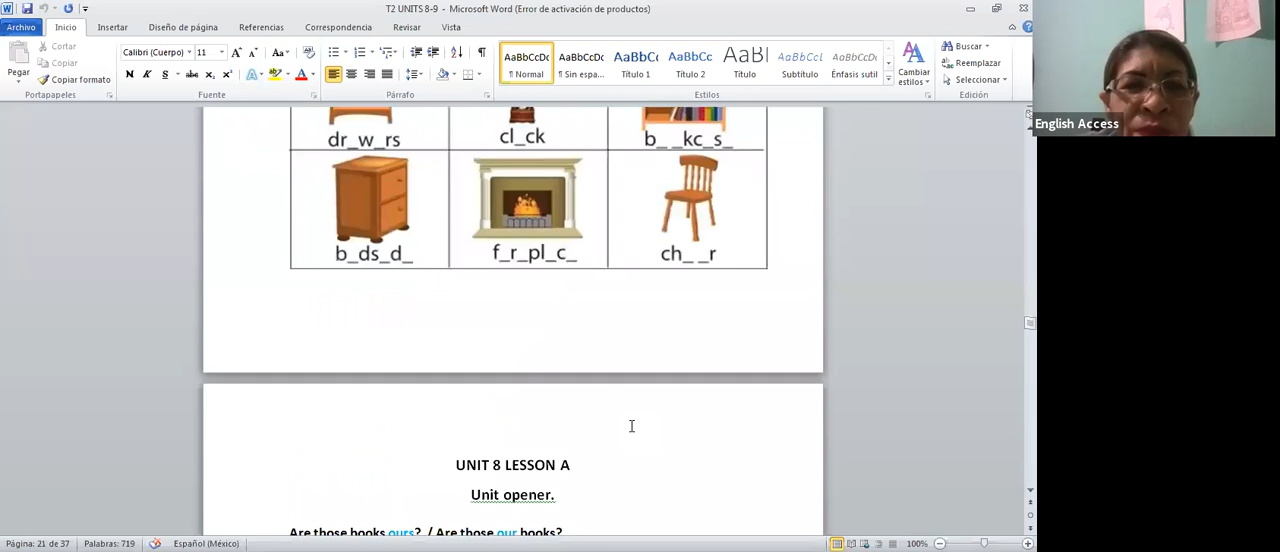 T2 UNITS 8-9 - Microsoft Word (Error de activación de productos)
Archivo Inicio Insertar Diseño de página Referencias Correspondencia Revisar Vista
Pegar
Cortar
Copiar
Copiar formato
Portapapeles
Calibri (Cuerpo) 11
N K S abc x₂ x² A A
Fuente
Párrafo
AaBbCcDc AaBbCcDc AaBbC AaBbCc AaBl AaBbCcL AaBbCcDc
¶ Normal ¶ Sin espa... Título 1 Título 2 Título Subtítulo Énfasis sutil
Cambiar estilos
Estilos
Buscar
Reemplazar
Seleccionar
Edición
English Access
dr_w_rs cl_ck b_ _kc_s_
b_ds_d_ f_r_pl_c_ ch_ _r
UNIT 8 LESSON A
Unit opener.
Are those books ours? / Are those our books?
Página: 21 de 37 Palabras: 719 Español (México) 100%